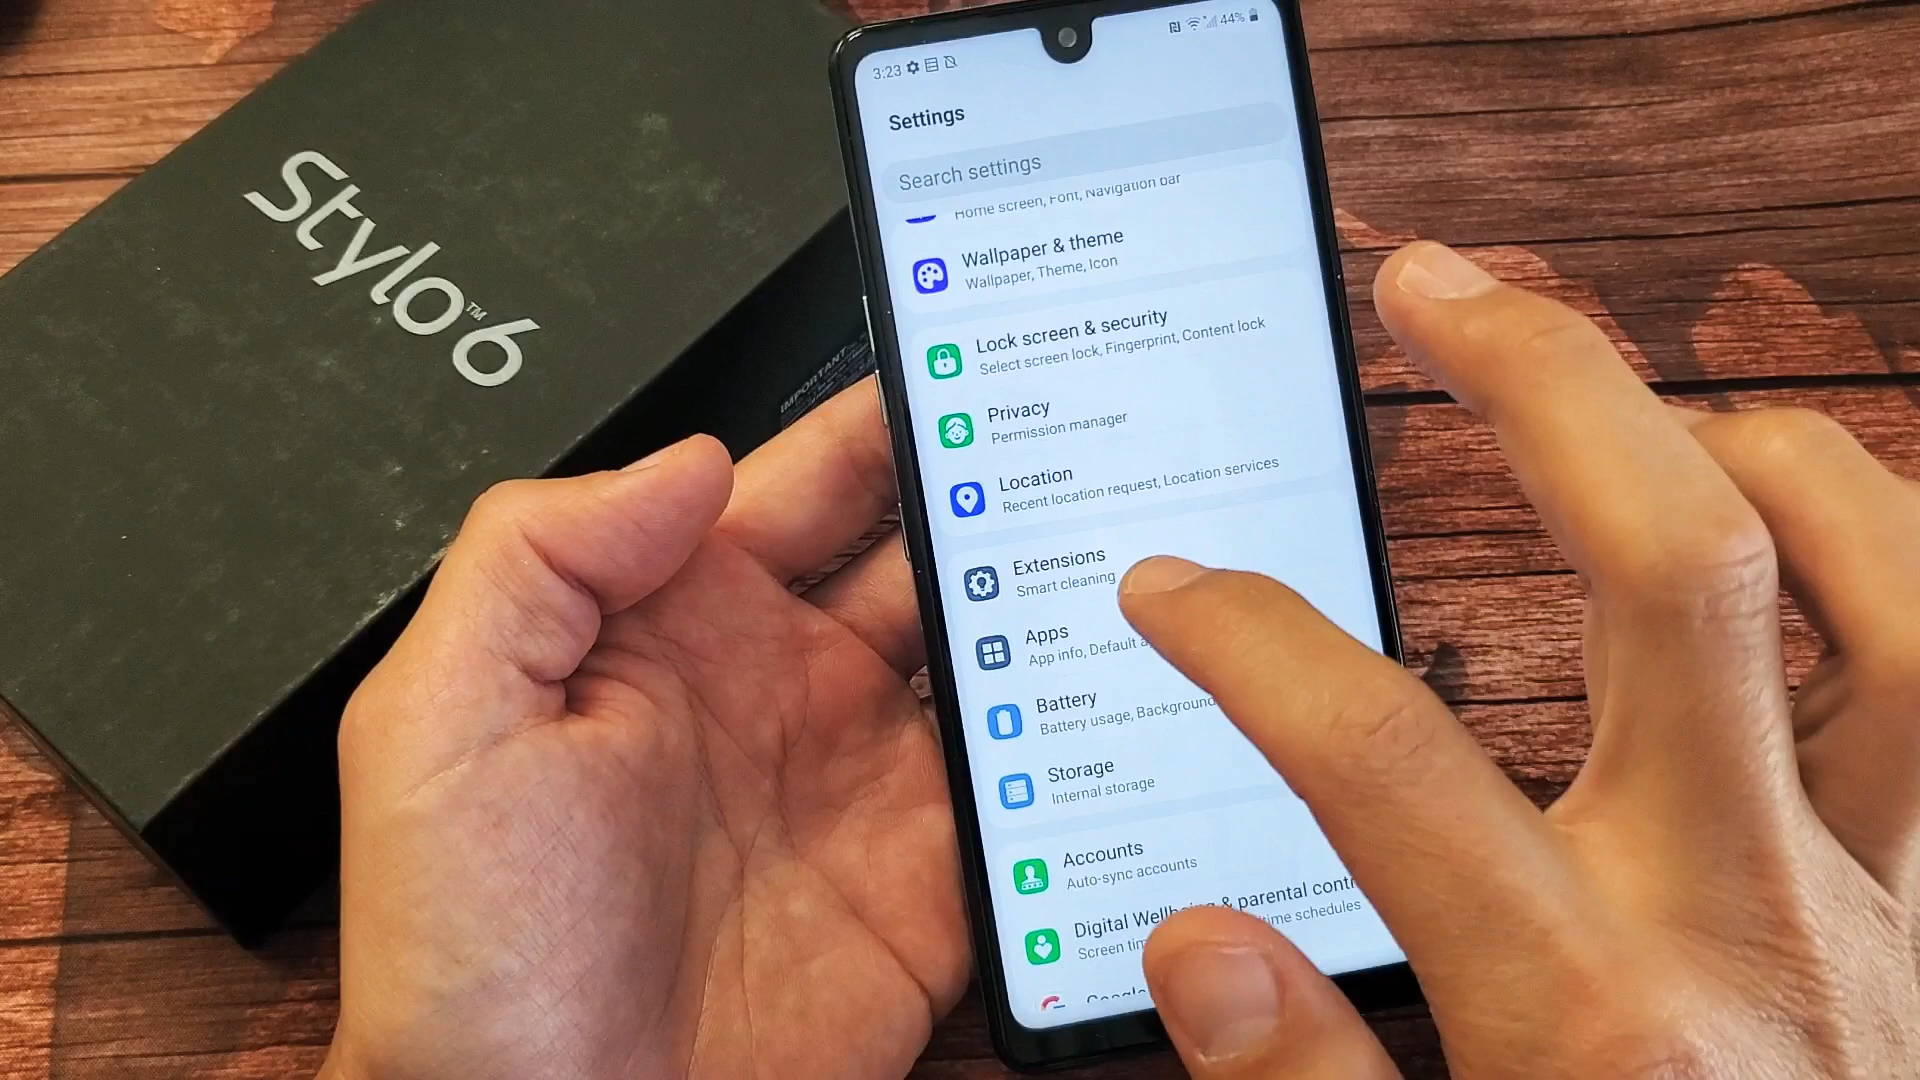 Stylo™6
IMPORTANT
3:23
44%
Settings
Search settings
Home screen, Font, Navigation bar
Wallpaper & theme
Wallpaper, Theme, Icon
Lock screen & security
Select screen lock, Fingerprint, Content lock
Privacy
Permission manager
Location
Recent location request, Location services
Extensions
Smart cleaning
Apps
App info, Default
Battery
Battery usage, Background
Storage
Internal storage
Accounts
Auto-sync accounts
Digital & parental
Screen time schedules